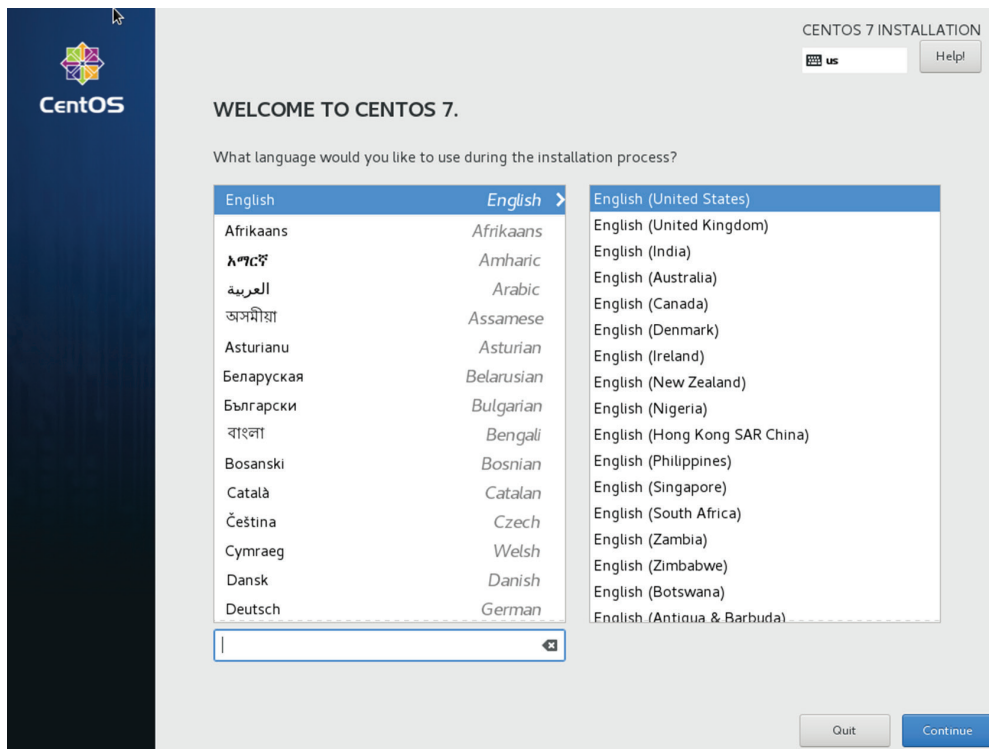 CentOS
CENTOS 7 INSTALLATION
us
Help!
WELCOME TO CENTOS 7.
What language would you like to use during the installation process?
English English
Afrikaans Afrikaans
አማርኛ Amharic
العربية Arabic
অসমীয়া Assamese
Asturianu Asturian
Беларуская Belarusian
Български Bulgarian
বাংলা Bengali
Bosanski Bosnian
Català Catalan
Čeština Czech
Cymraeg Welsh
Dansk Danish
Deutsch German
English (United States)
English (United Kingdom)
English (India)
English (Australia)
English (Canada)
English (Denmark)
English (Ireland)
English (New Zealand)
English (Nigeria)
English (Hong Kong SAR China)
English (Philippines)
English (Singapore)
English (South Africa)
English (Zambia)
English (Zimbabwe)
English (Botswana)
English (Antigua & Barbuda)
Quit
Continue